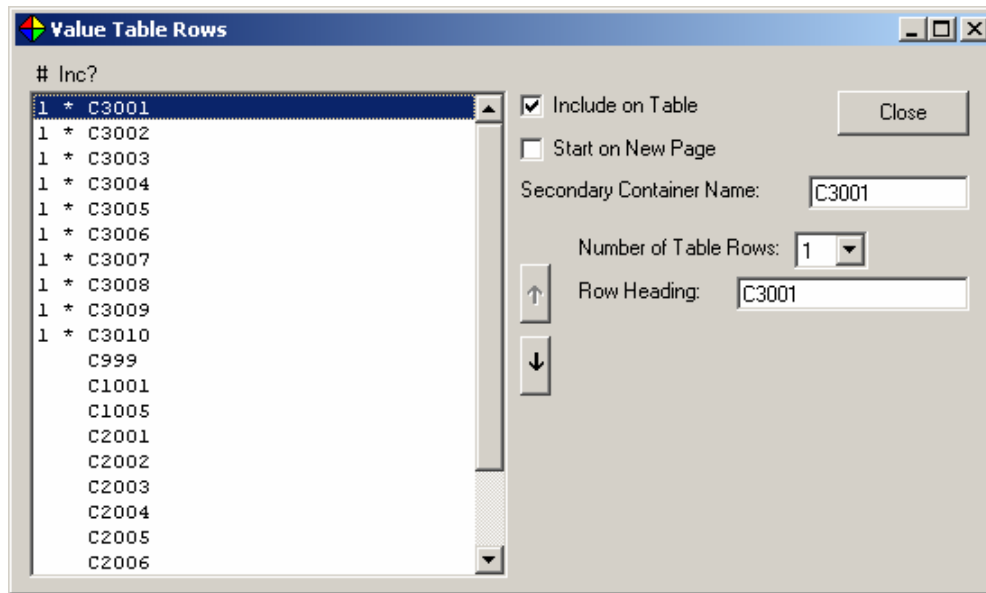 Value Table Rows
# Inc?
1 * C3001
1 * C3002
1 * C3003
1 * C3004
1 * C3005
1 * C3006
1 * C3007
1 * C3008
1 * C3009
1 * C3010
C999
C1001
C1005
C2001
C2002
C2003
C2004
C2005
C2006
Include on Table
Close
Start on New Page
Secondary Container Name: C3001
Number of Table Rows: 1
Row Heading: C3001